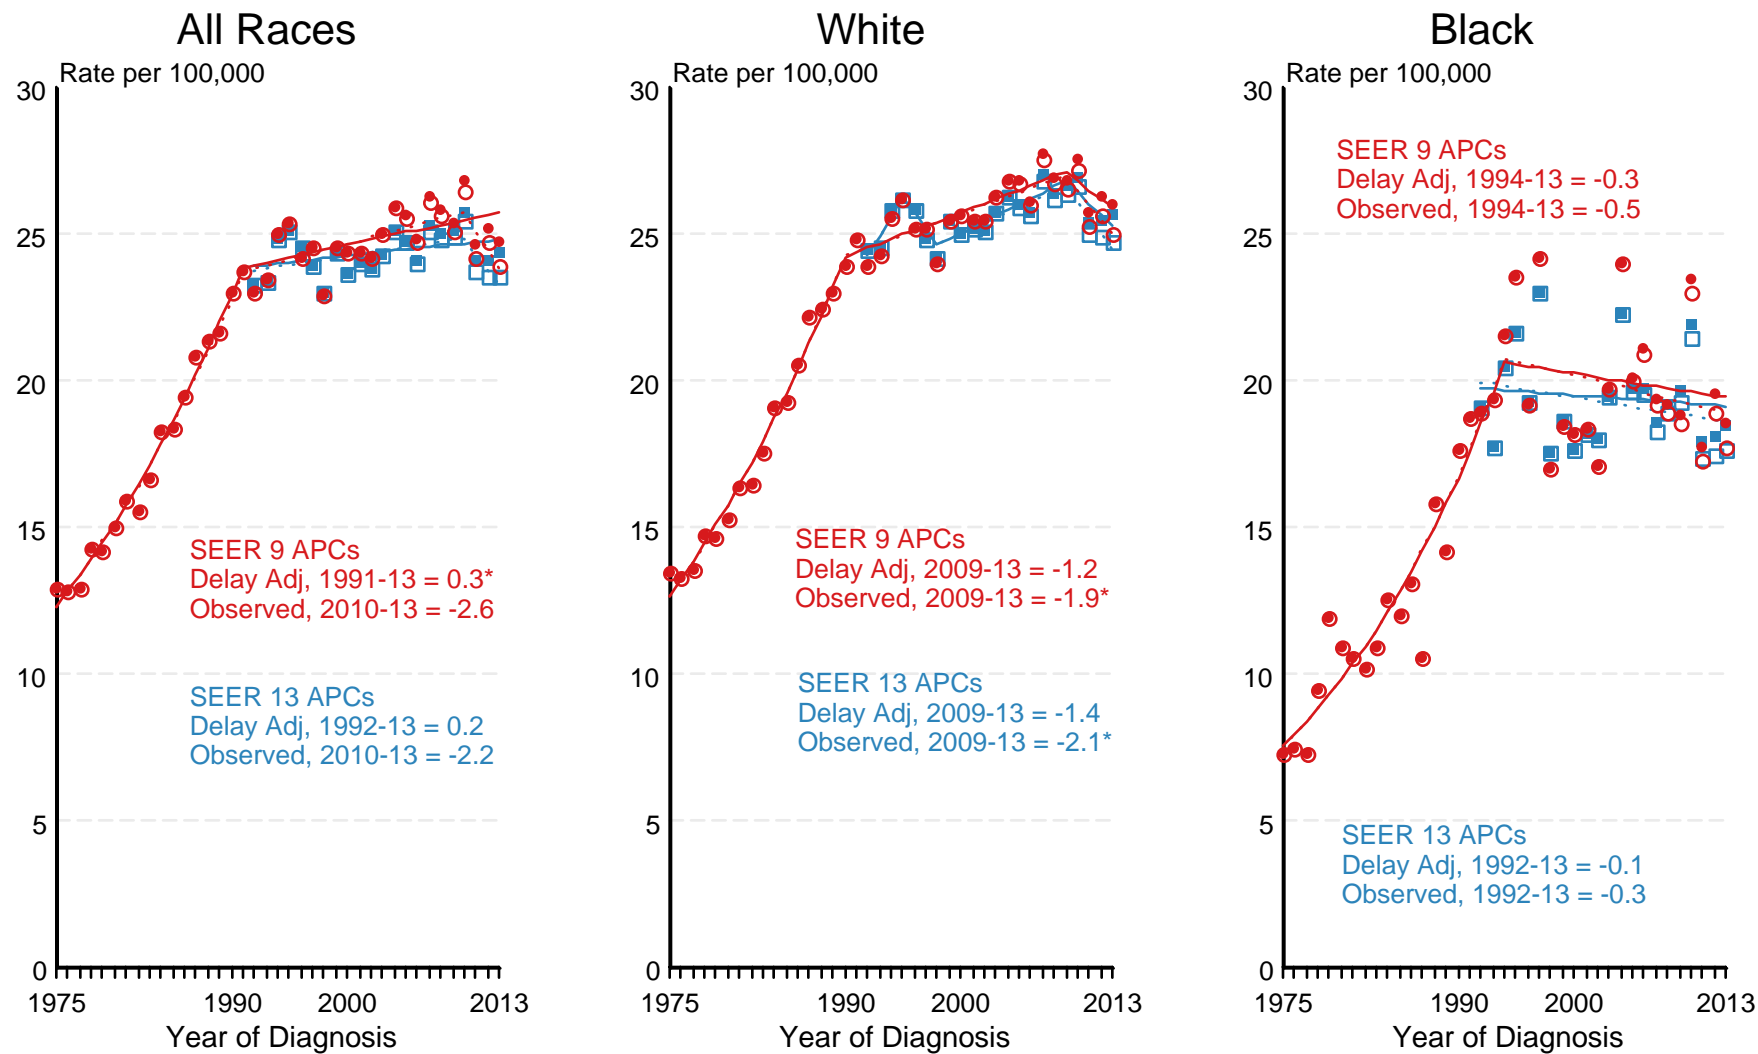 All Races
Rate per 100,000
30
25
20
15
10
5
0
SEER 9 APCs
Delay Adj, 1991-13 = 0.3*
Observed, 2010-13 = -2.6
SEER 13 APCs
Delay Adj, 1992-13 = 0.2
Observed, 2010-13 = -2.2
1975 1990 2000 2013
Year of Diagnosis
White
Rate per 100,000
30
25
20
15
10
5
0
SEER 9 APCs
Delay Adj, 2009-13 = -1.2
Observed, 2009-13 = -1.9*
SEER 13 APCs
Delay Adj, 2009-13 = -1.4
Observed, 2009-13 = -2.1*
1975 1990 2000 2013
Year of Diagnosis
Black
Rate per 100,000
30
25
20
15
10
5
0
SEER 9 APCs
Delay Adj, 1994-13 = -0.3
Observed, 1994-13 = -0.5
SEER 13 APCs
Delay Adj, 1992-13 = -0.1
Observed, 1992-13 = -0.3
1975 1990 2000 2013
Year of Diagnosis